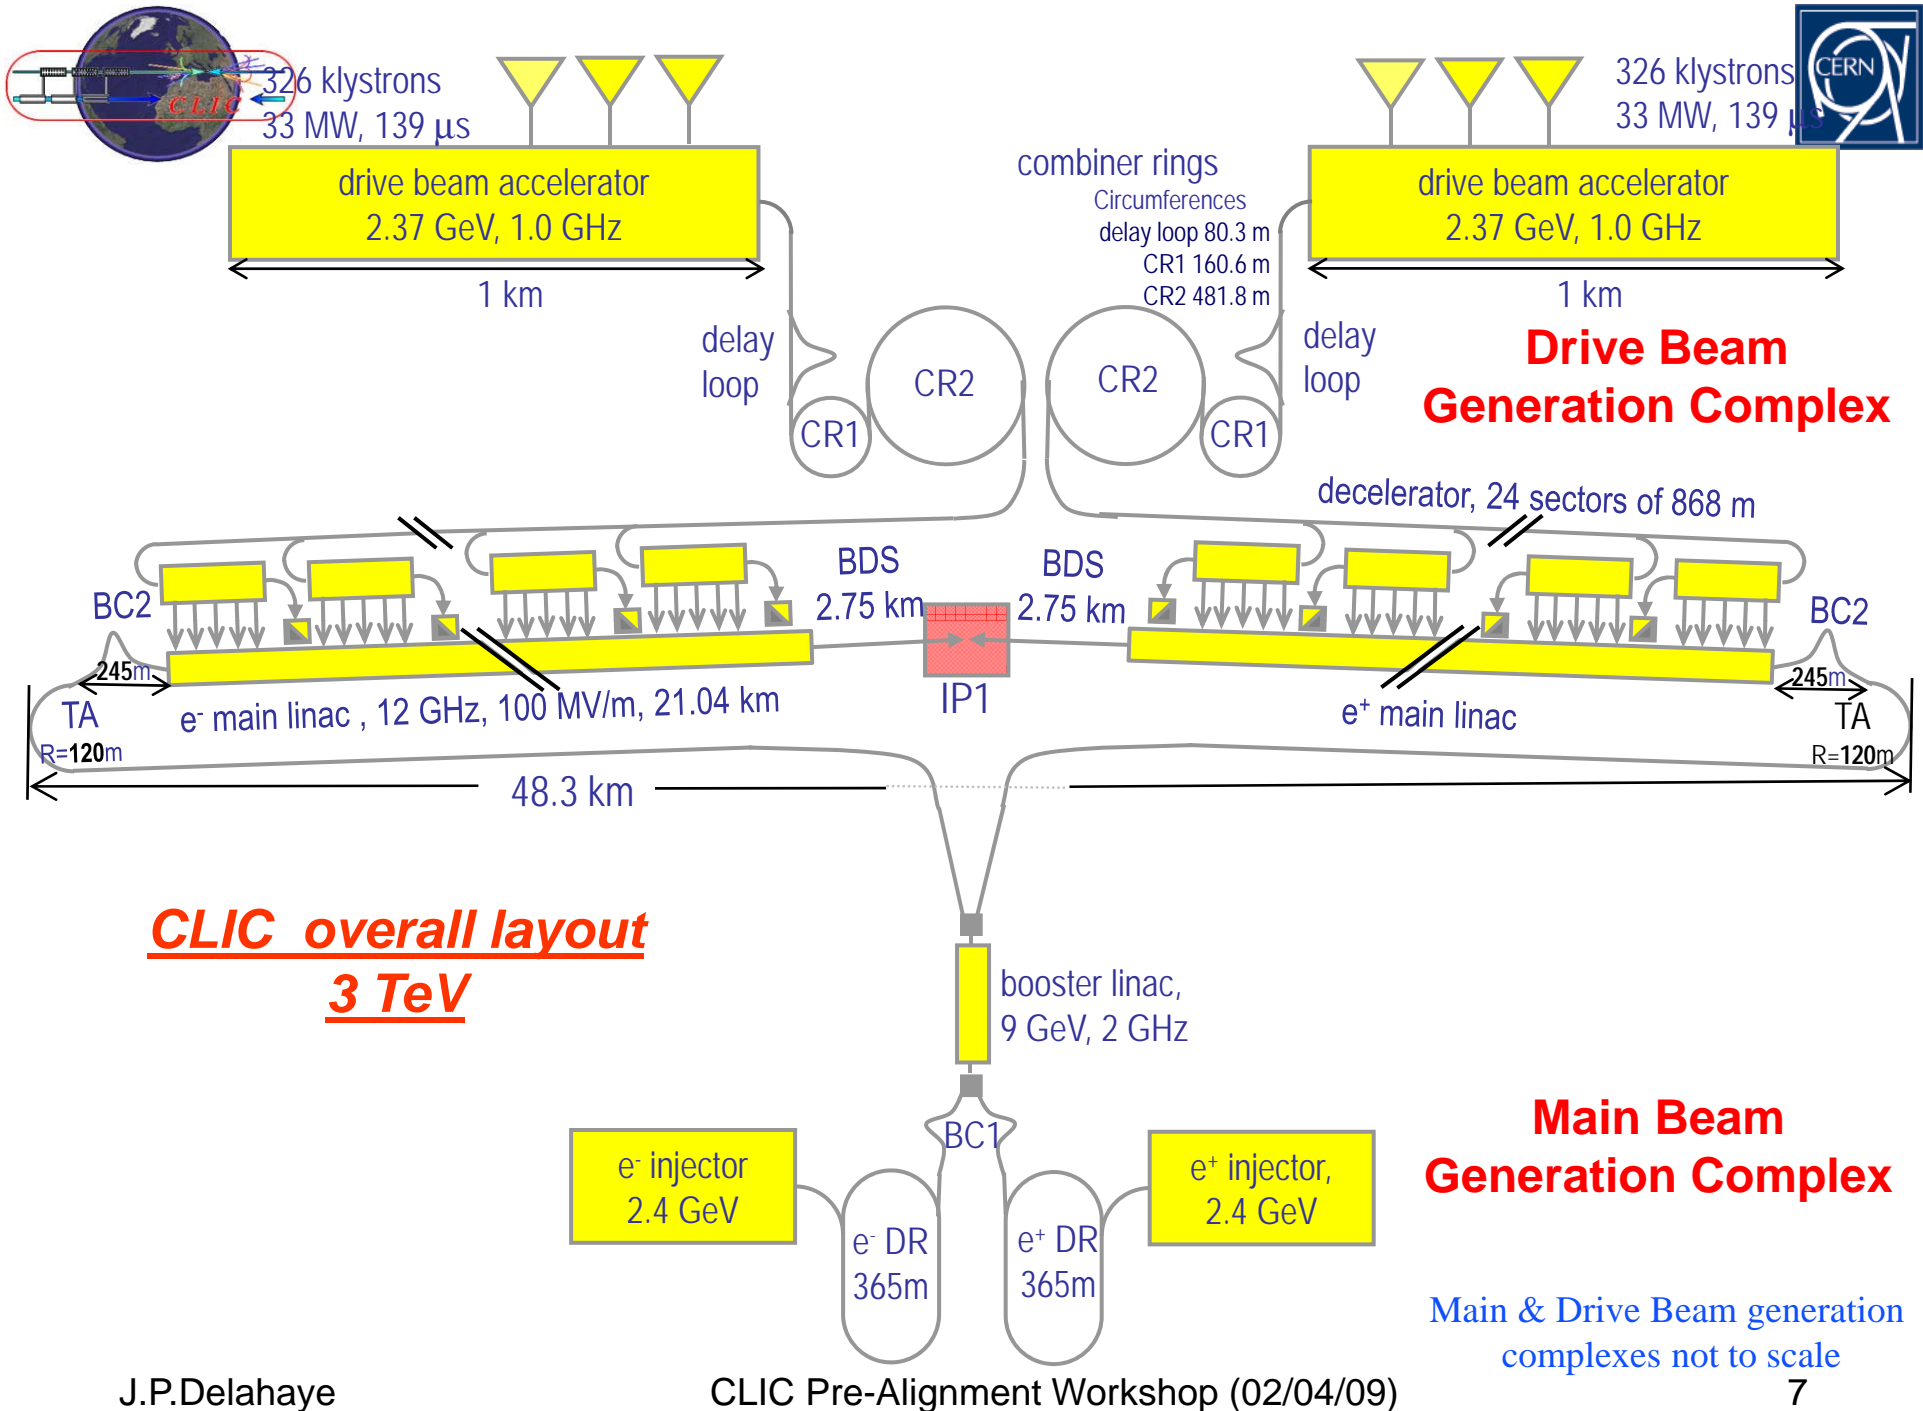 326 klystrons
33 MW, 139 μs
CLIC
drive beam accelerator
2.37 GeV, 1.0 GHz
1 km
combiner rings
Circumferences
delay loop 80.3 m
CR1 160.6 m
CR2 481.8 m
326 klystrons
33 MW, 139 μs
CERN
drive beam accelerator
2.37 GeV, 1.0 GHz
1 km
delay
loop
CR1
CR2
CR2
CR1
delay
loop
Drive Beam
Generation Complex
decelerator, 24 sectors of 868 m
BC2
245m
TA
R=120m
BDS
2.75 km
BDS
2.75 km
IP1
BC2
245m
TA
R=120m
e- main linac , 12 GHz, 100 MV/m, 21.04 km
e+ main linac
48.3 km
CLIC overall layout
3 TeV
booster linac,
9 GeV, 2 GHz
BC1
e- injector
2.4 GeV
e+ injector,
2.4 GeV
e- DR
365m
e+ DR
365m
Main Beam
Generation Complex
Main & Drive Beam generation
complexes not to scale
J.P.Delahaye
CLIC Pre-Alignment Workshop (02/04/09)
7